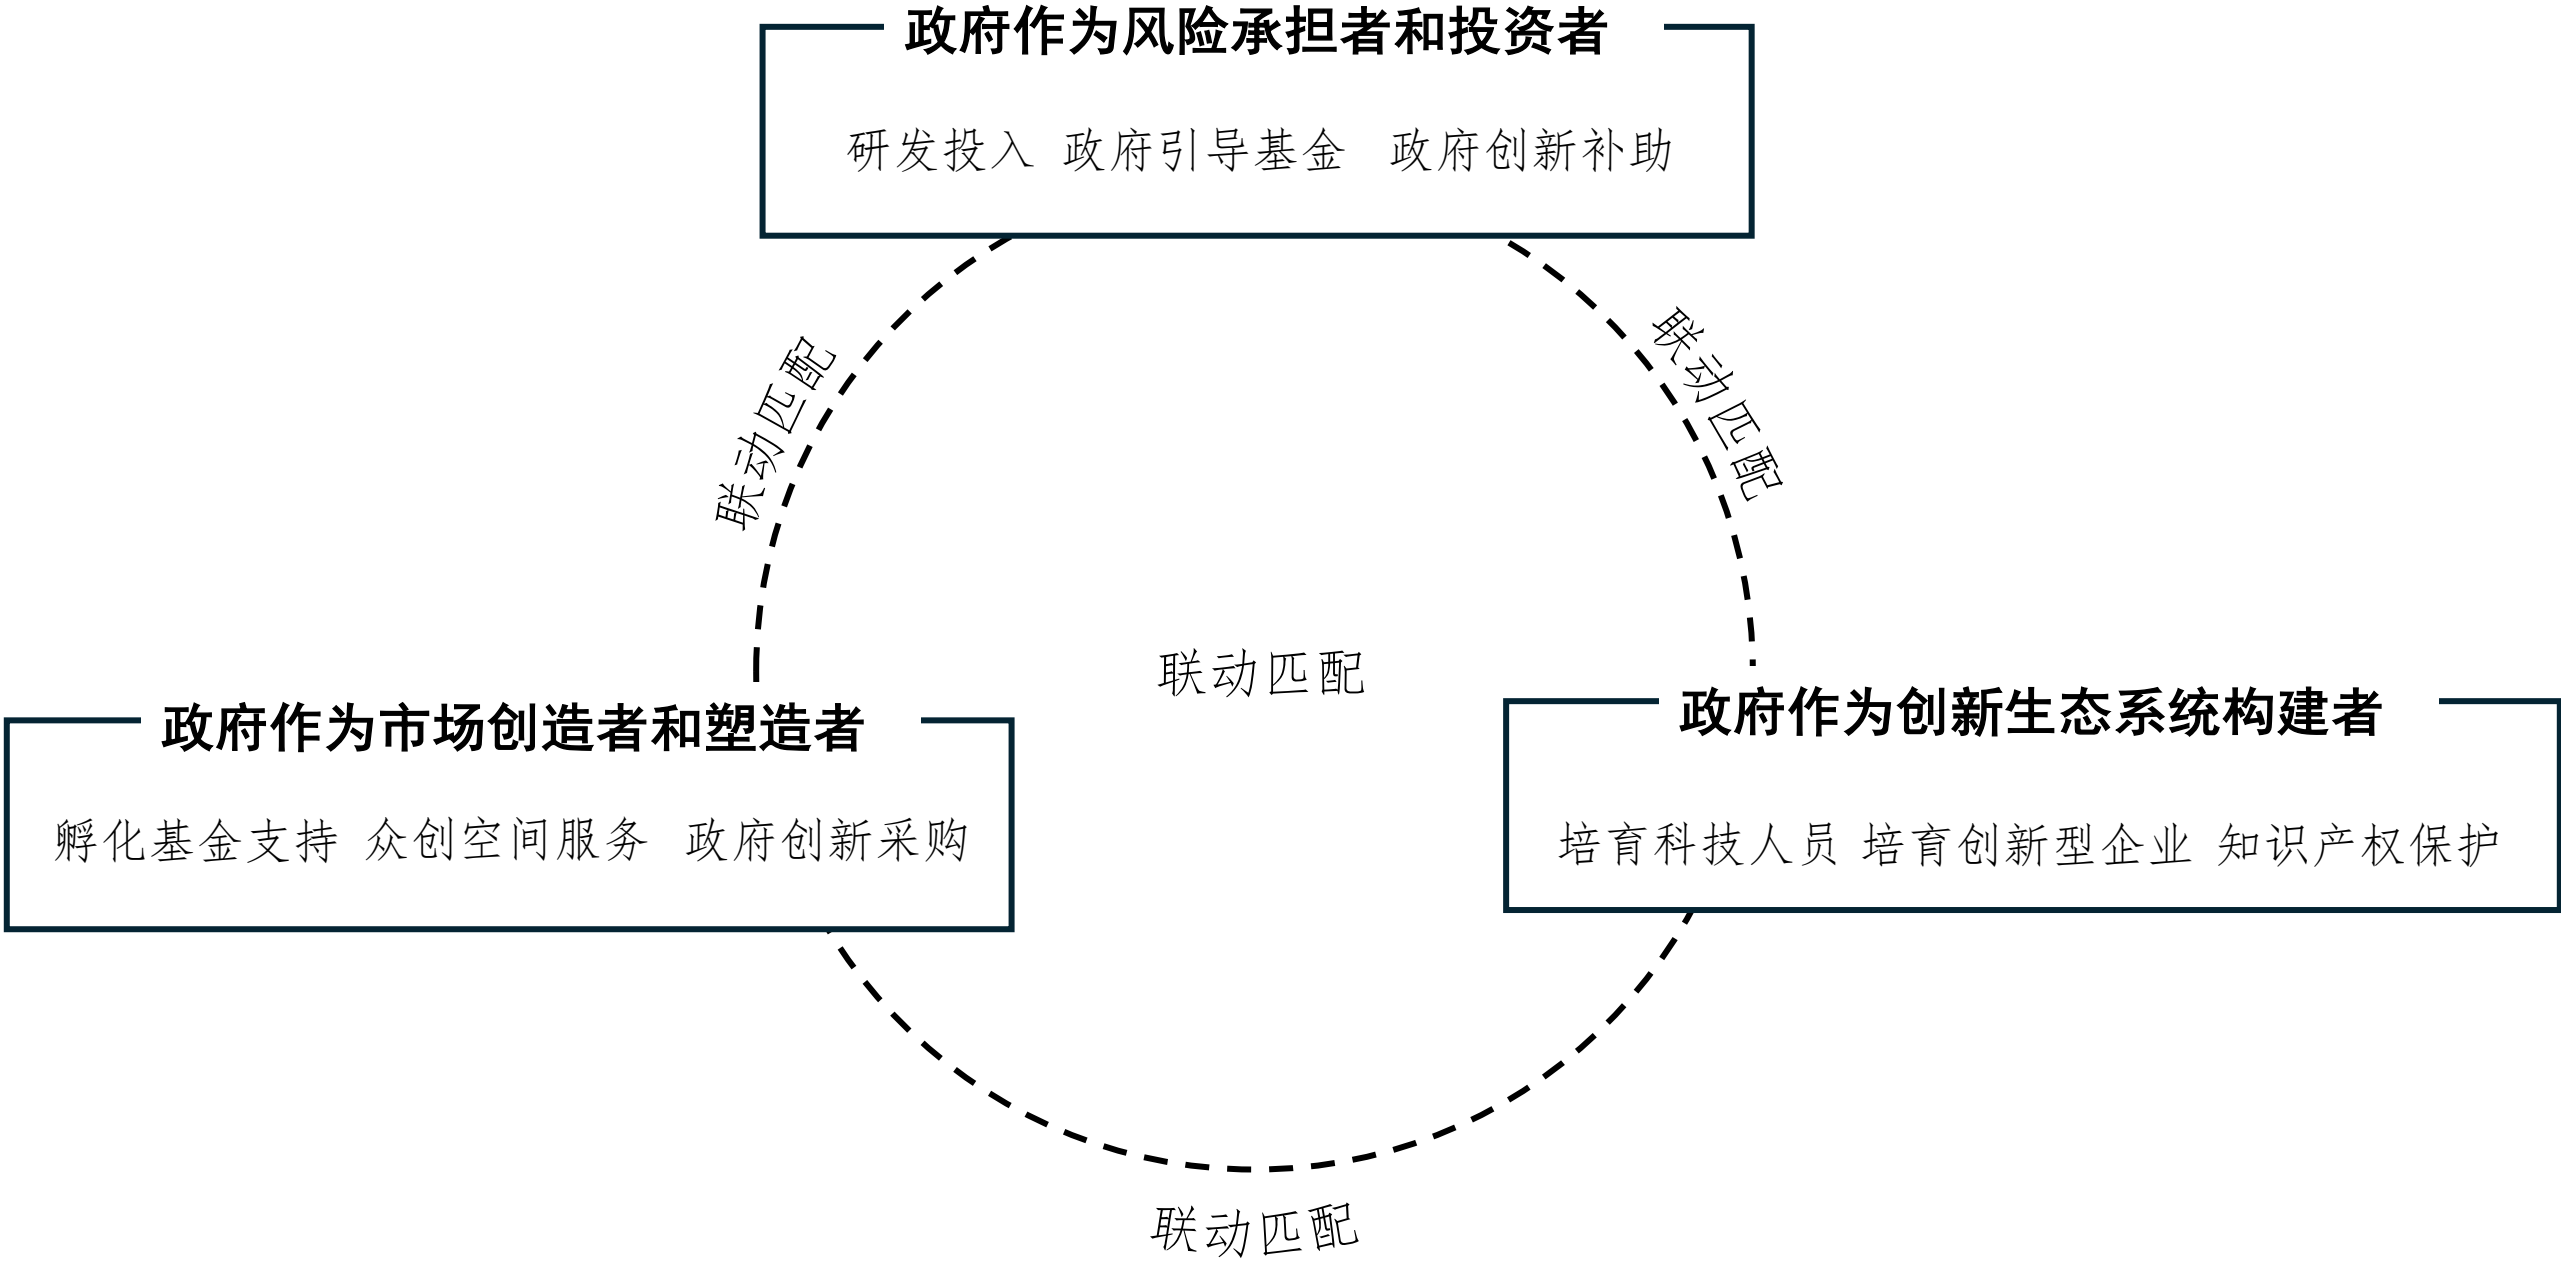 政府作为风险承担者和投资者
研发投入 政府引导基金 政府创新补助
联动匹配
联动匹配
联动匹配
政府作为市场创造者和塑造者
孵化基金支持 众创空间服务 政府创新采购
政府作为创新生态系统构建者
培育科技人员 培育创新型企业 知识产权保护
联动匹配